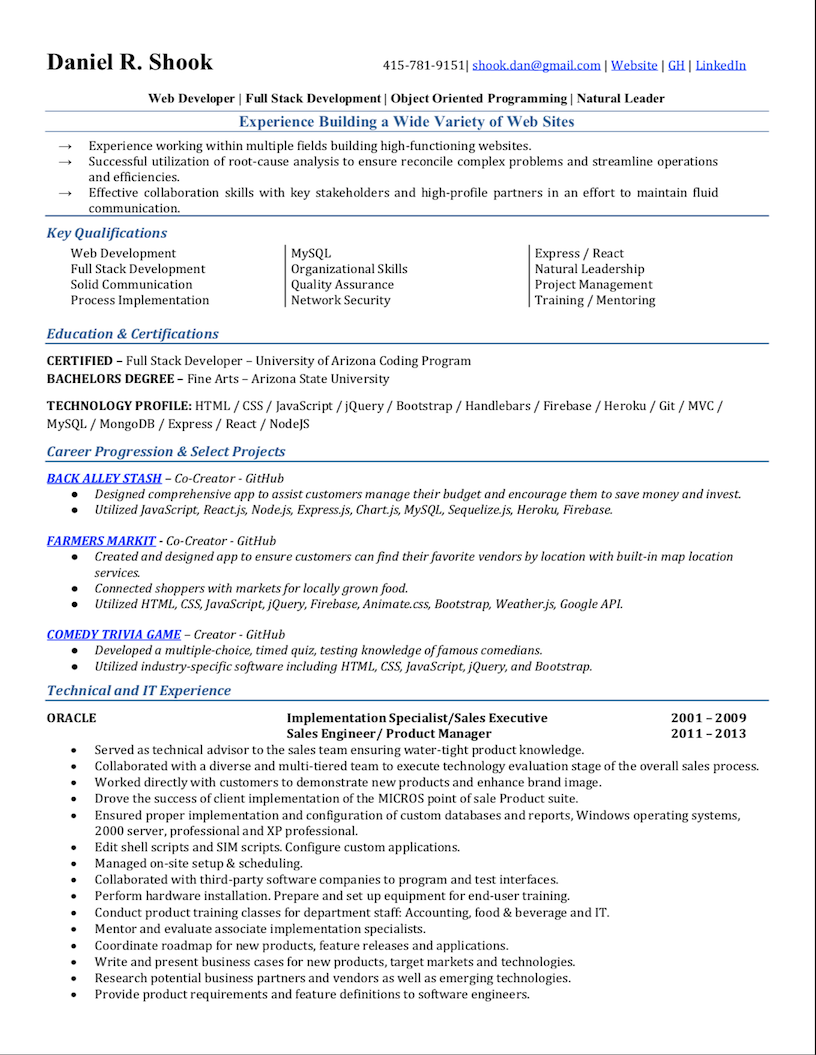 Daniel R. Shook 415-781-9151| shook.dan@gmail.com | Website | GH | LinkedIn
Web Developer | Full Stack Development | Object Oriented Programming | Natural Leader
Experience Building a Wide Variety of Web Sites
→ Experience working within multiple fields building high-functioning websites.
→ Successful utilization of root-cause analysis to ensure reconcile complex problems and streamline operations
and efficiencies.
→ Effective collaboration skills with key stakeholders and high-profile partners in an effort to maintain fluid
communication.
Key Qualifications
Web Development MySQL Express / React
Full Stack Development Organizational Skills Natural Leadership
Solid Communication Quality Assurance Project Management
Process Implementation Network Security Training / Mentoring
Education & Certifications
CERTIFIED – Full Stack Developer – University of Arizona Coding Program
BACHELORS DEGREE – Fine Arts – Arizona State University
TECHNOLOGY PROFILE: HTML / CSS / JavaScript / jQuery / Bootstrap / Handlebars / Firebase / Heroku / Git / MVC /
MySQL / MongoDB / Express / React / NodeJS
Career Progression & Select Projects
BACK ALLEY STASH – Co-Creator - GitHub
● Designed comprehensive app to assist customers manage their budget and encourage them to save money and invest.
● Utilized JavaScript, React.js, Node.js, Express.js, Chart.js, MySQL, Sequelize.js, Heroku, Firebase.
FARMERS MARKIT - Co-Creator - GitHub
● Created and designed app to ensure customers can find their favorite vendors by location with built-in map location
services.
● Connected shoppers with markets for locally grown food.
● Utilized HTML, CSS, JavaScript, jQuery, Firebase, Animate.css, Bootstrap, Weather.js, Google API.
COMEDY TRIVIA GAME – Creator - GitHub
● Developed a multiple-choice, timed quiz, testing knowledge of famous comedians.
● Utilized industry-specific software including HTML, CSS, JavaScript, jQuery, and Bootstrap.
Technical and IT Experience
ORACLE Implementation Specialist/Sales Executive 2001 – 2009
Sales Engineer/ Product Manager 2011 – 2013
• Served as technical advisor to the sales team ensuring water-tight product knowledge.
• Collaborated with a diverse and multi-tiered team to execute technology evaluation stage of the overall sales process.
• Worked directly with customers to demonstrate new products and enhance brand image.
• Drove the success of client implementation of the MICROS point of sale Product suite.
• Ensured proper implementation and configuration of custom databases and reports, Windows operating systems,
2000 server, professional and XP professional.
• Edit shell scripts and SIM scripts. Configure custom applications.
• Managed on-site setup & scheduling.
• Collaborated with third-party software companies to program and test interfaces.
• Perform hardware installation. Prepare and set up equipment for end-user training.
• Conduct product training classes for department staff: Accounting, food & beverage and IT.
• Mentor and evaluate associate implementation specialists.
• Coordinate roadmap for new products, feature releases and applications.
• Write and present business cases for new products, target markets and technologies.
• Research potential business partners and vendors as well as emerging technologies.
• Provide product requirements and feature definitions to software engineers.